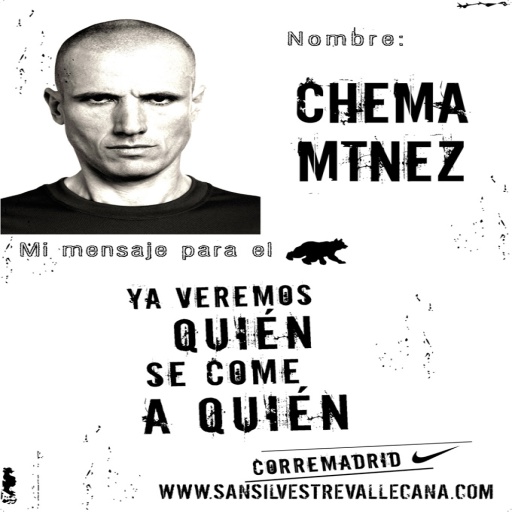 Nombre:
CHEMA
MTNEZ
Mi mensaje para el
YA VEREMOS
QUIÉN
SE COME
A QUIÉN
CORREMADRID
WWW.SANSILVESTREVALLECANA.COM